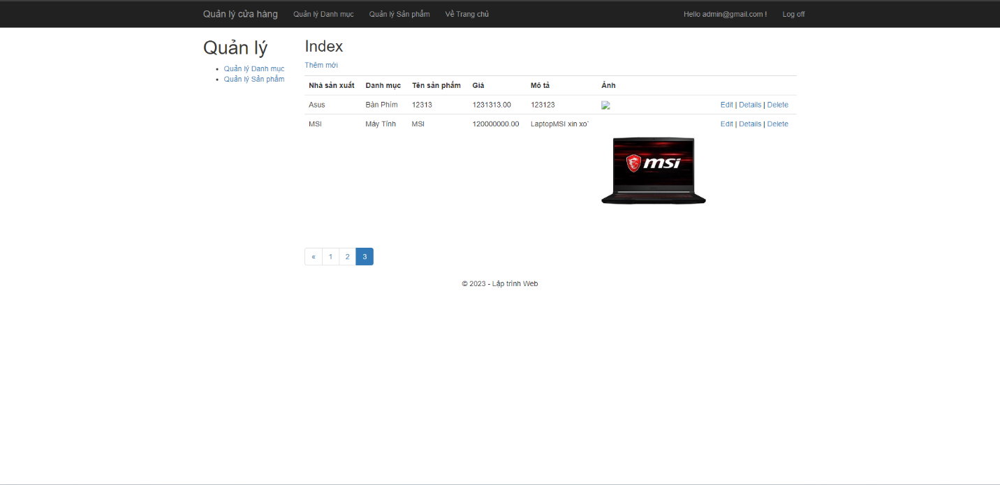 Quản lý cửa hàng Quản lý Danh mục Quản lý Sản phẩm Về Trang chủ Hello admin@gmail.com ! Log off
Quản lý
Quản lý Danh mục
Quản lý Sản phẩm
Index
Thêm mới
Nhà sản xuất Danh mục Tên sản phẩm Giá Mô tả Ảnh
Asus Bàn Phím 12313 1231313.00 123123 Edit | Details | Delete
MSI Máy Tính MSI 120000000.00 LaptopMSI xin xo` Edit | Details | Delete
msi
« 1 2 3
© 2023 - Lập trình Web